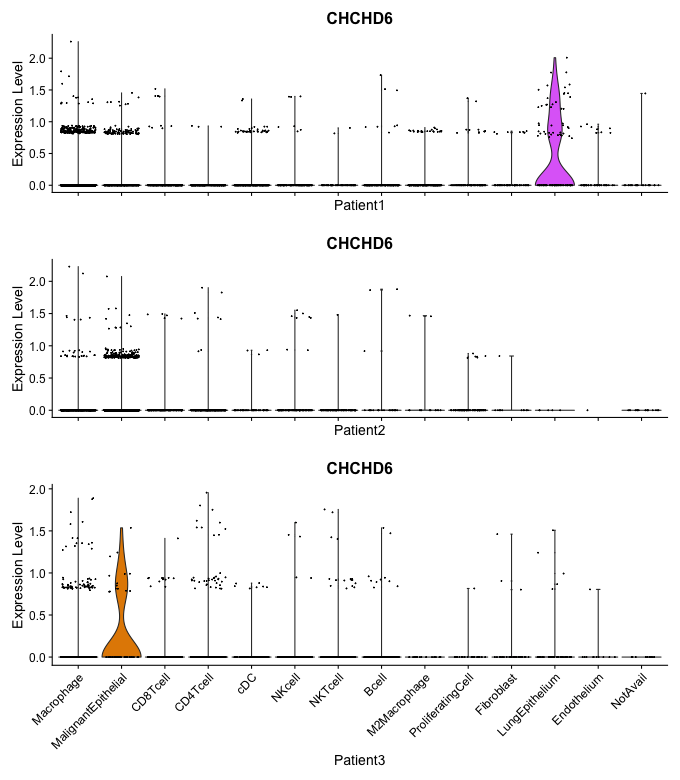 CHCHD6
Expression Level
2.0
1.5
1.0
0.5
0.0
Patient1
CHCHD6
Expression Level
2.0
1.5
1.0
0.5
0.0
Patient2
CHCHD6
Expression Level
2.0
1.5
1.0
0.5
0.0
Macrophage
MalignantEpithelial
CD8Tcell
CD4Tcell
cDC
NKcell
NKTcell
Bcell
M2Macrophage
ProliferatingCell
Fibroblast
LungEpithelium
Endothelium
NotAvail
Patient3